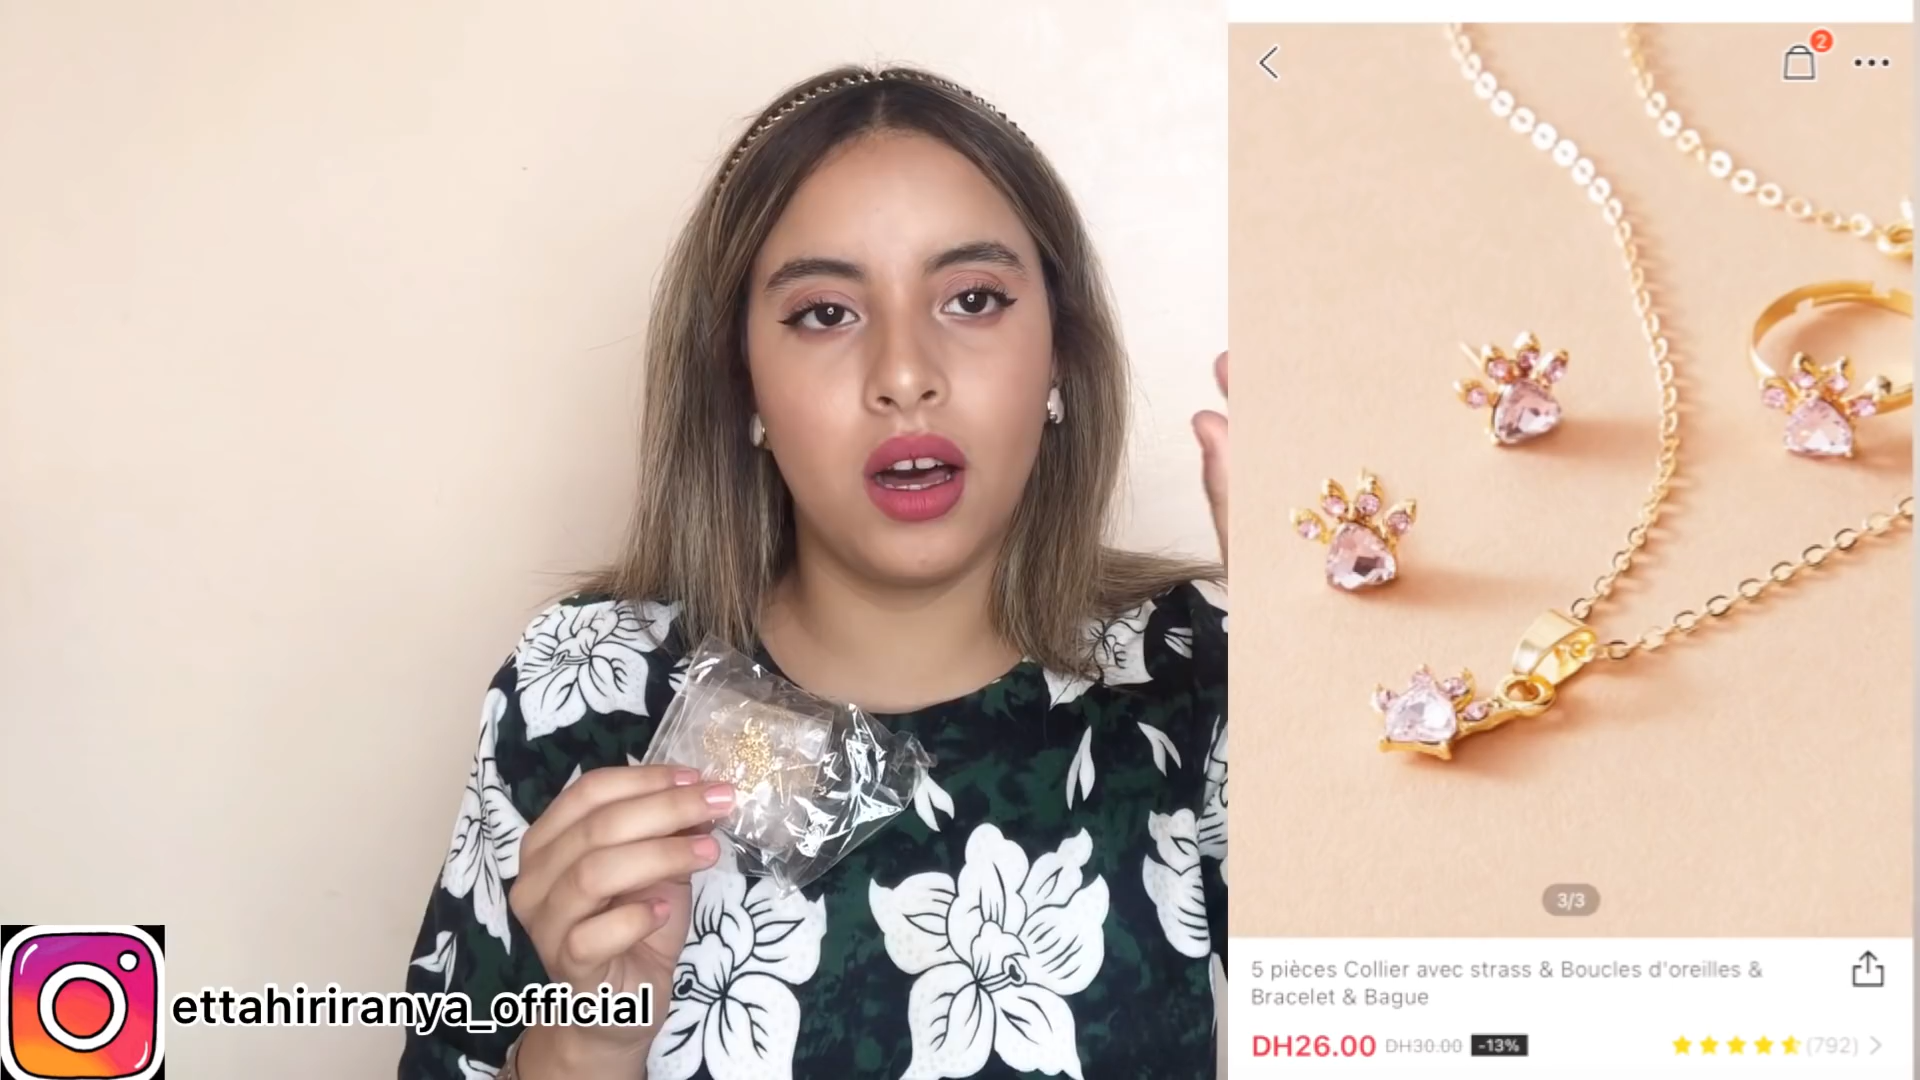 ettahiriranya_official
2
3/3
5 pièces Collier avec strass & Boucles d'oreilles &
Bracelet & Bague
DH26.00 DH30.00 -13% (792)